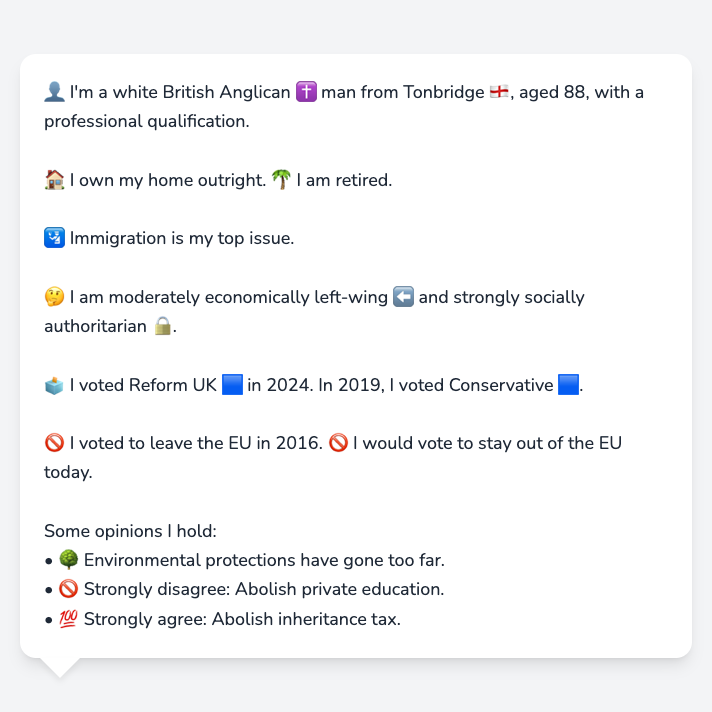 👤 I'm a white British Anglican ✝️ man from Tonbridge 🏴󠁧󠁢󠁥󠁮󠁧󠁿, aged 88, with a
professional qualification.
🏠 I own my home outright. 🌴 I am retired.
🛂 Immigration is my top issue.
🤔 I am moderately economically left-wing ⬅️ and strongly socially
authoritarian 🔒.
🗳️ I voted Reform UK 🟦 in 2024. In 2019, I voted Conservative 🟦.
🚫 I voted to leave the EU in 2016. 🚫 I would vote to stay out of the EU
today.
Some opinions I hold:
• 🌳 Environmental protections have gone too far.
• 🚫 Strongly disagree: Abolish private education.
• 💯 Strongly agree: Abolish inheritance tax.